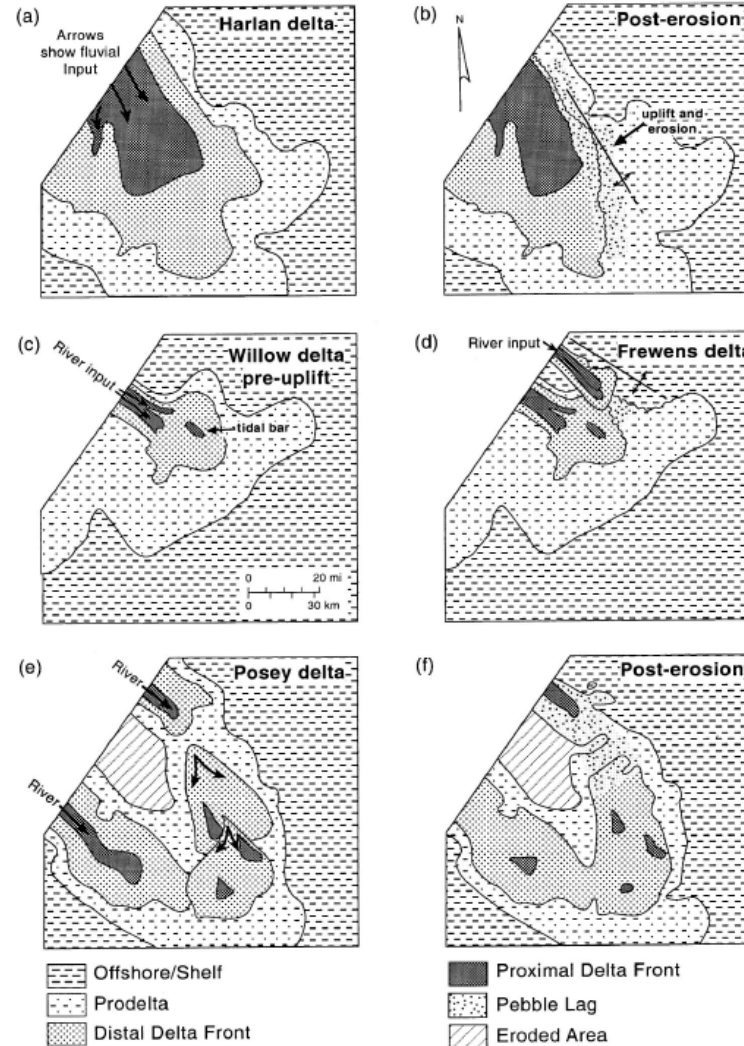 (a)
Harlan delta
Arrows
show fluvial
Input
(b)
Post-erosion
N
uplift and
erosion
(c)
Willow delta
pre-uplift
River input
tidal bar
0 20 mi
0 30 km
(d)
Frewens delta
River input
(e)
Posey delta
River
River
(f)
Post-erosion
Offshore/Shelf
Prodelta
Distal Delta Front
Proximal Delta Front
Pebble Lag
Eroded Area